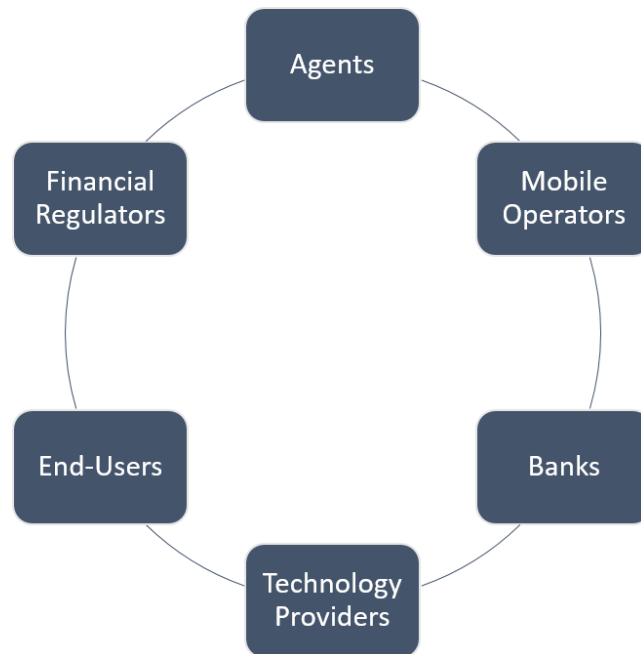 Agents
Mobile
Operators
Banks
Technology
Providers
End-Users
Financial
Regulators